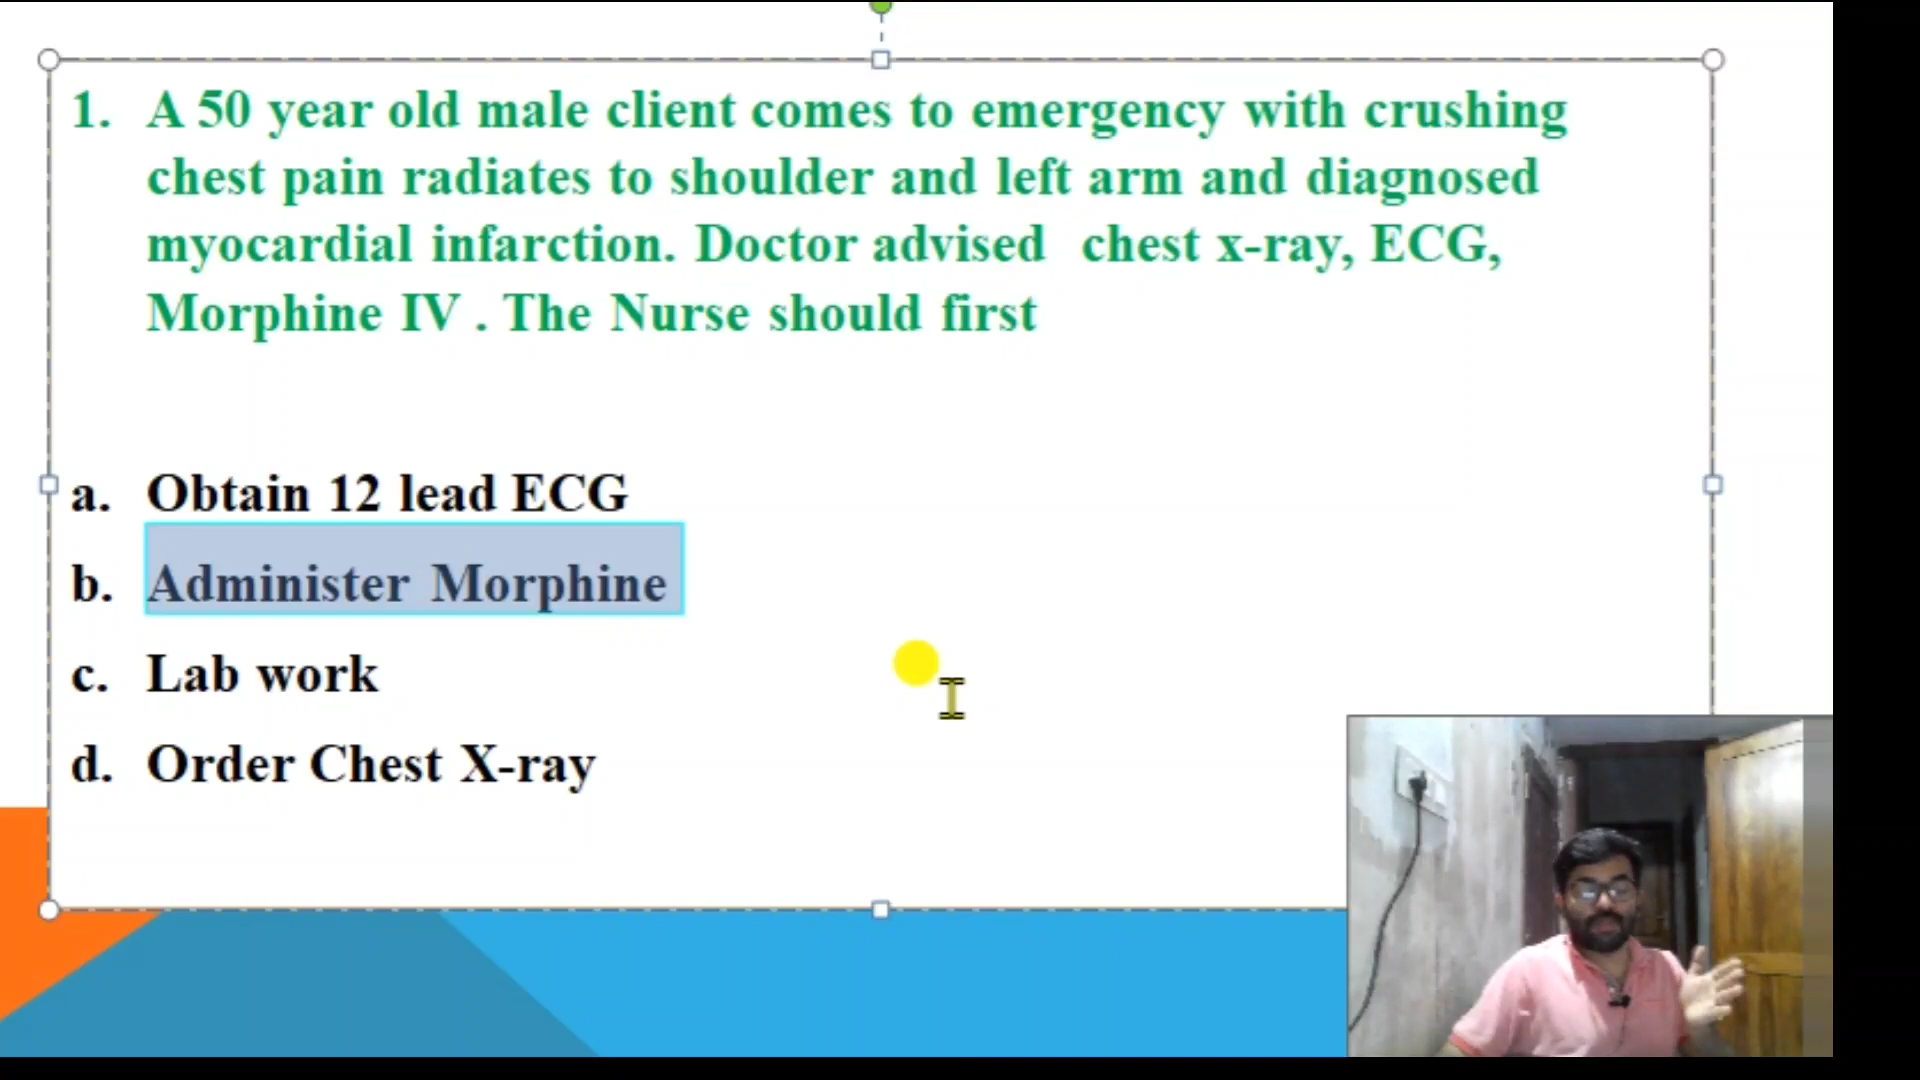 1. A 50 year old male client comes to emergency with crushing
chest pain radiates to shoulder and left arm and diagnosed
myocardial infarction. Doctor advised chest x-ray, ECG,
Morphine IV . The Nurse should first
a. Obtain 12 lead ECG
b. Administer Morphine
c. Lab work
d. Order Chest X-ray